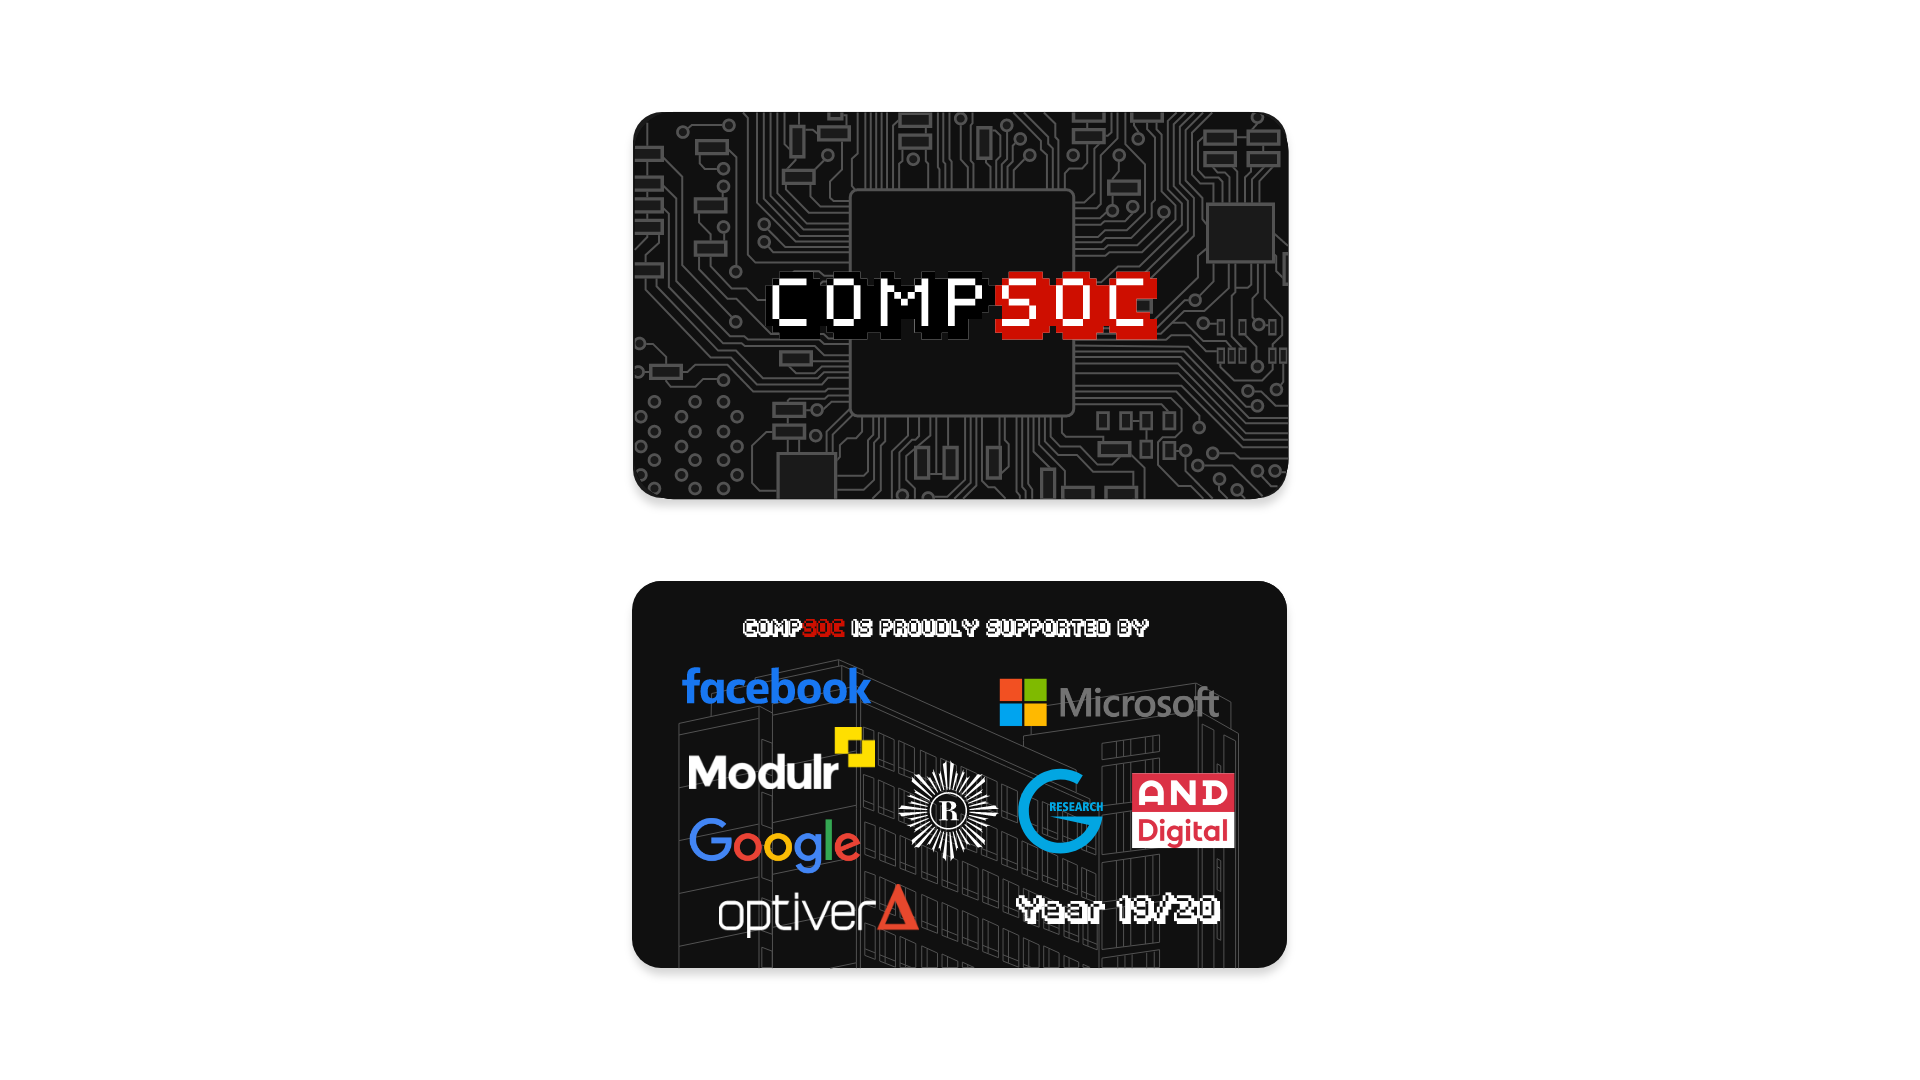 COMPSOC
COMPSOC IS PROUDLY SUPPORTED BY
facebook
Microsoft
Modulr
R
RESEARCH
AND
Digital
Google
optiver
Year 19/20